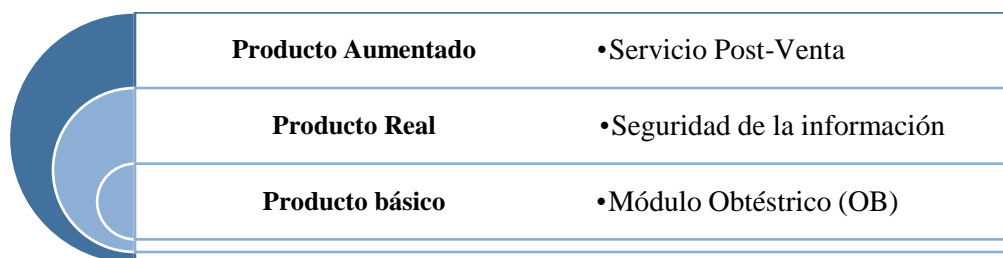 Producto Aumentado •Servicio Post-Venta
Producto Real •Seguridad de la información
Producto básico •Módulo Obtéstrico (OB)